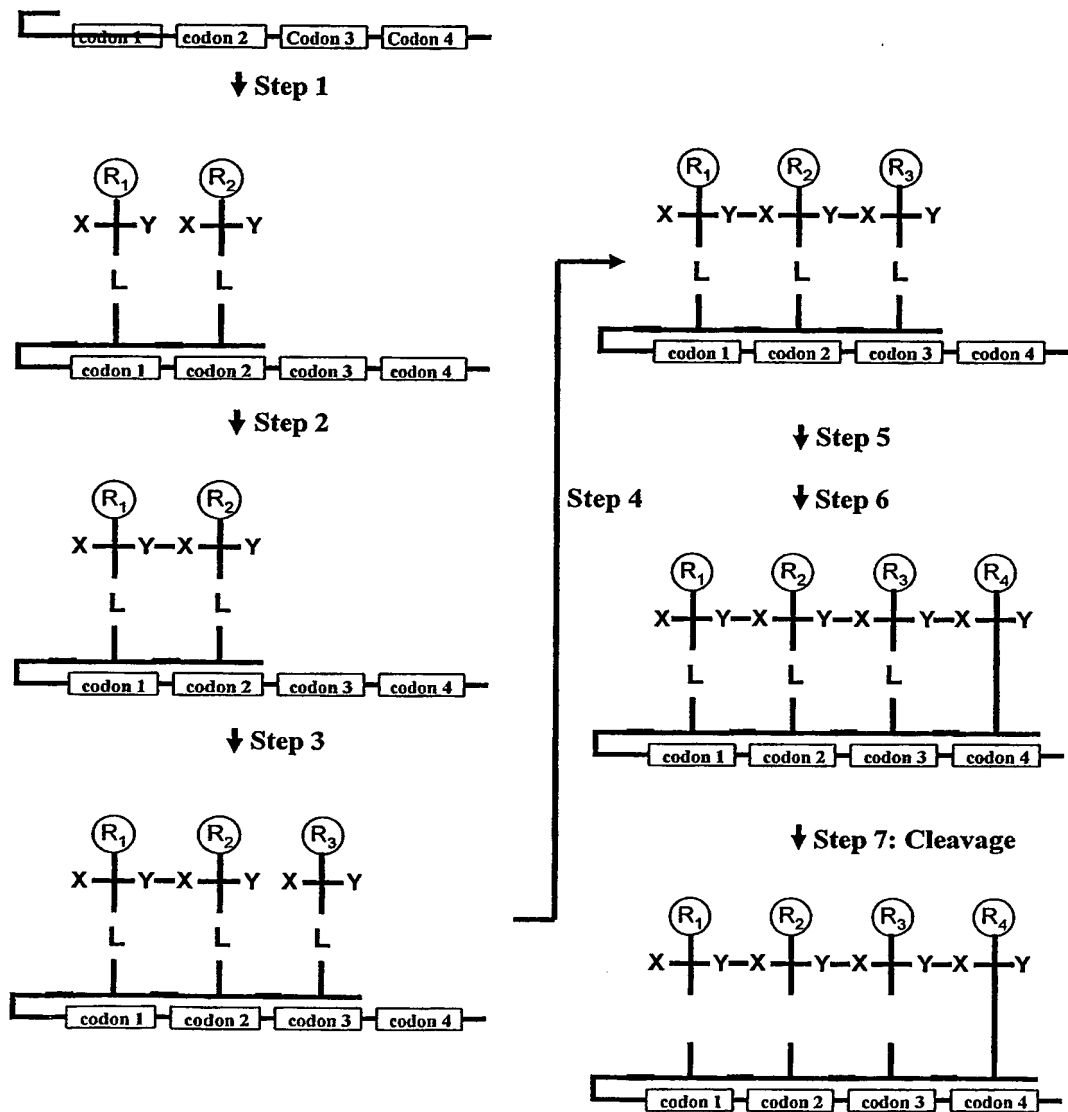 codon 1 codon 2 Codon 3 Codon 4
Step 1
R1 R2
X Y X Y
L L
codon 1 codon 2 codon 3 codon 4
Step 2
R1 R2
X Y X Y
L L
codon 1 codon 2 codon 3 codon 4
Step 3
R1 R2 R3
X Y X Y X Y
L L L
codon 1 codon 2 codon 3 codon 4
Step 4
R1 R2 R3
X Y X Y X Y
L L L
codon 1 codon 2 codon 3 codon 4
Step 5
Step 6
R1 R2 R3 R4
X Y X Y X Y X Y
L L L
codon 1 codon 2 codon 3 codon 4
Step 7: Cleavage
R1 R2 R3 R4
X Y X Y X Y X Y
codon 1 codon 2 codon 3 codon 4